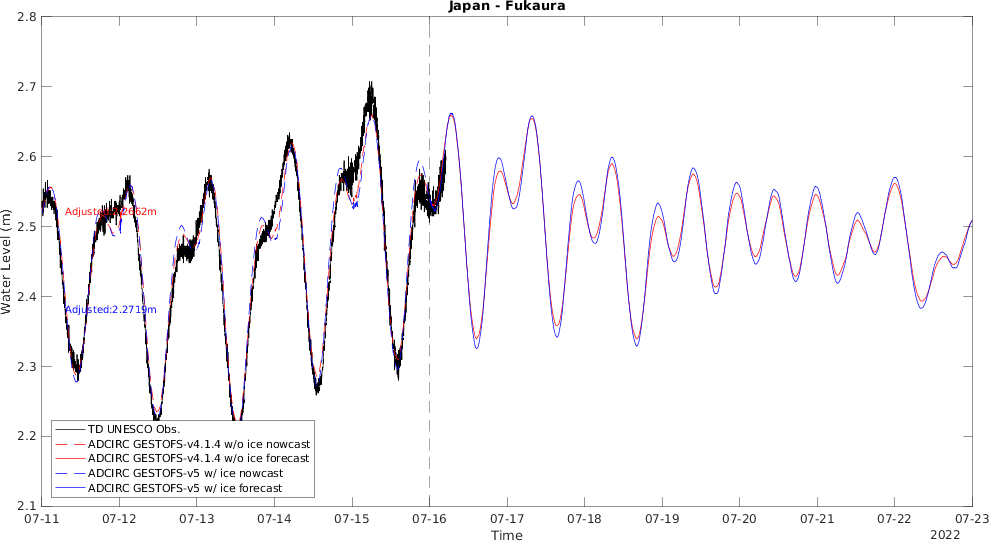 Japan - Fukaura
2.8
2.7
2.6
2.5
2.4
2.3
2.2
2.1
Water Level (m)
Adjusted:2.2662m
Adjusted:2.2719m
TD UNESCO Obs.
ADCIRC GESTOFS-v4.1.4 w/o ice nowcast
ADCIRC GESTOFS-v4.1.4 w/o ice forecast
ADCIRC GESTOFS-v5 w/ ice nowcast
ADCIRC GESTOFS-v5 w/ ice forecast
07-11 07-12 07-13 07-14 07-15 07-16 07-17 07-18 07-19 07-20 07-21 07-22 07-23
Time
2022